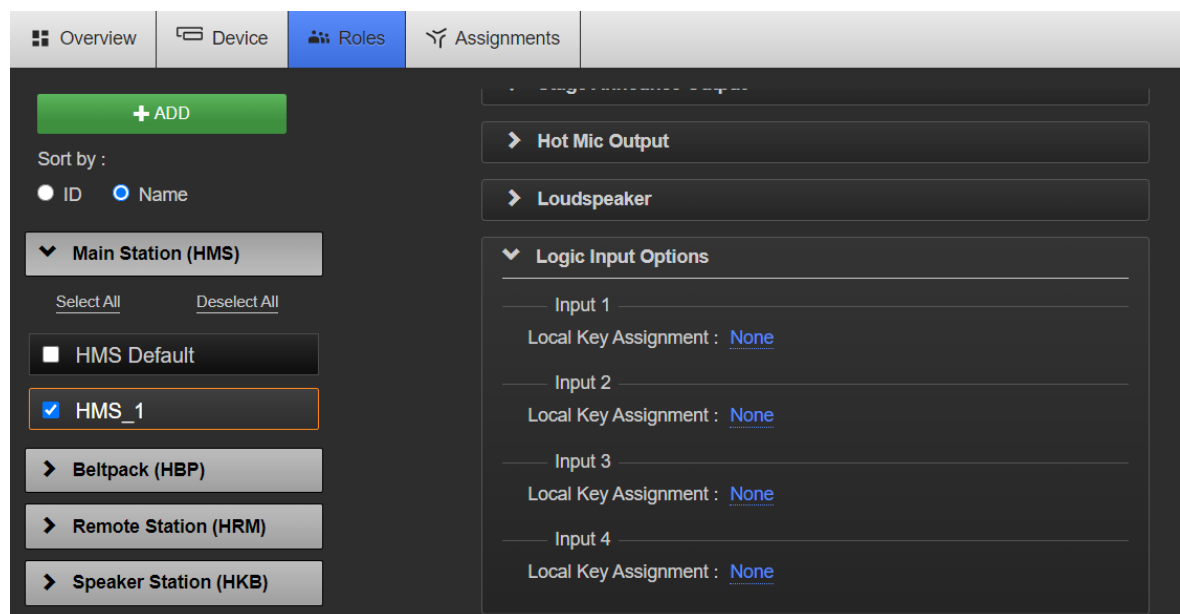 Overview
Device
Roles
Assignments
ADD
Sort by :
ID
Name
Main Station (HMS)
Select All
Deselect All
HMS Default
HMS_1
Beltpack (HBP)
Remote Station (HRM)
Speaker Station (HKB)
Stage Announce Output
Hot Mic Output
Loudspeaker
Logic Input Options
Input 1
Local Key Assignment : None
Input 2
Local Key Assignment : None
Input 3
Local Key Assignment : None
Input 4
Local Key Assignment : None